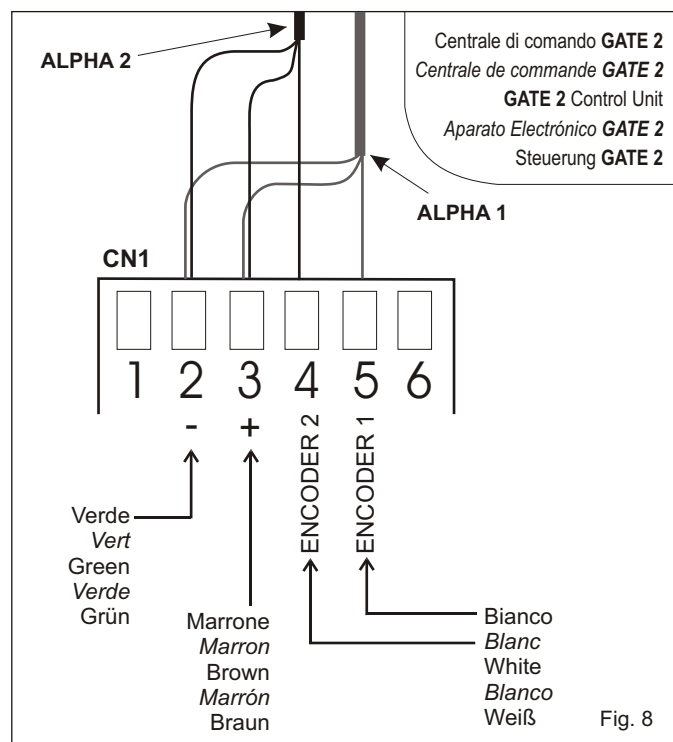 ALPHA 2
Centrale di comando GATE 2
Centrale de commande GATE 2
GATE 2 Control Unit
Aparato Electrónico GATE 2
Steuerung GATE 2
ALPHA 1
CN1
1 2 3 4 5 6
- +
ENCODER 2
ENCODER 1
Verde
Vert
Green
Verde
Grün
Marrone
Marron
Brown
Marrón
Braun
Bianco
Blanc
White
Blanco
Weiß
Fig. 8